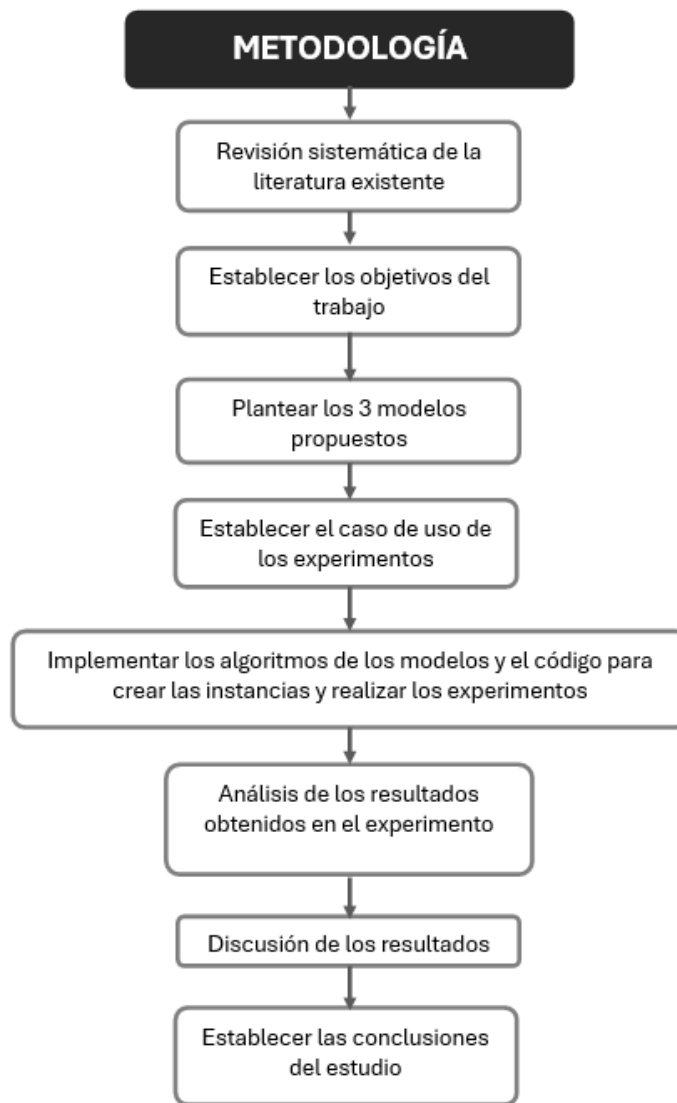 METODOLOGÍA
Revisión sistemática de la
literatura existente
Establecer los objetivos del
trabajo
Plantear los 3 modelos
propuestos
Establecer el caso de uso de
los experimentos
Implementar los algoritmos de los modelos y el código para
crear las instancias y realizar los experimentos
Análisis de los resultados
obtenidos en el experimento
Discusión de los resultados
Establecer las conclusiones
del estudio